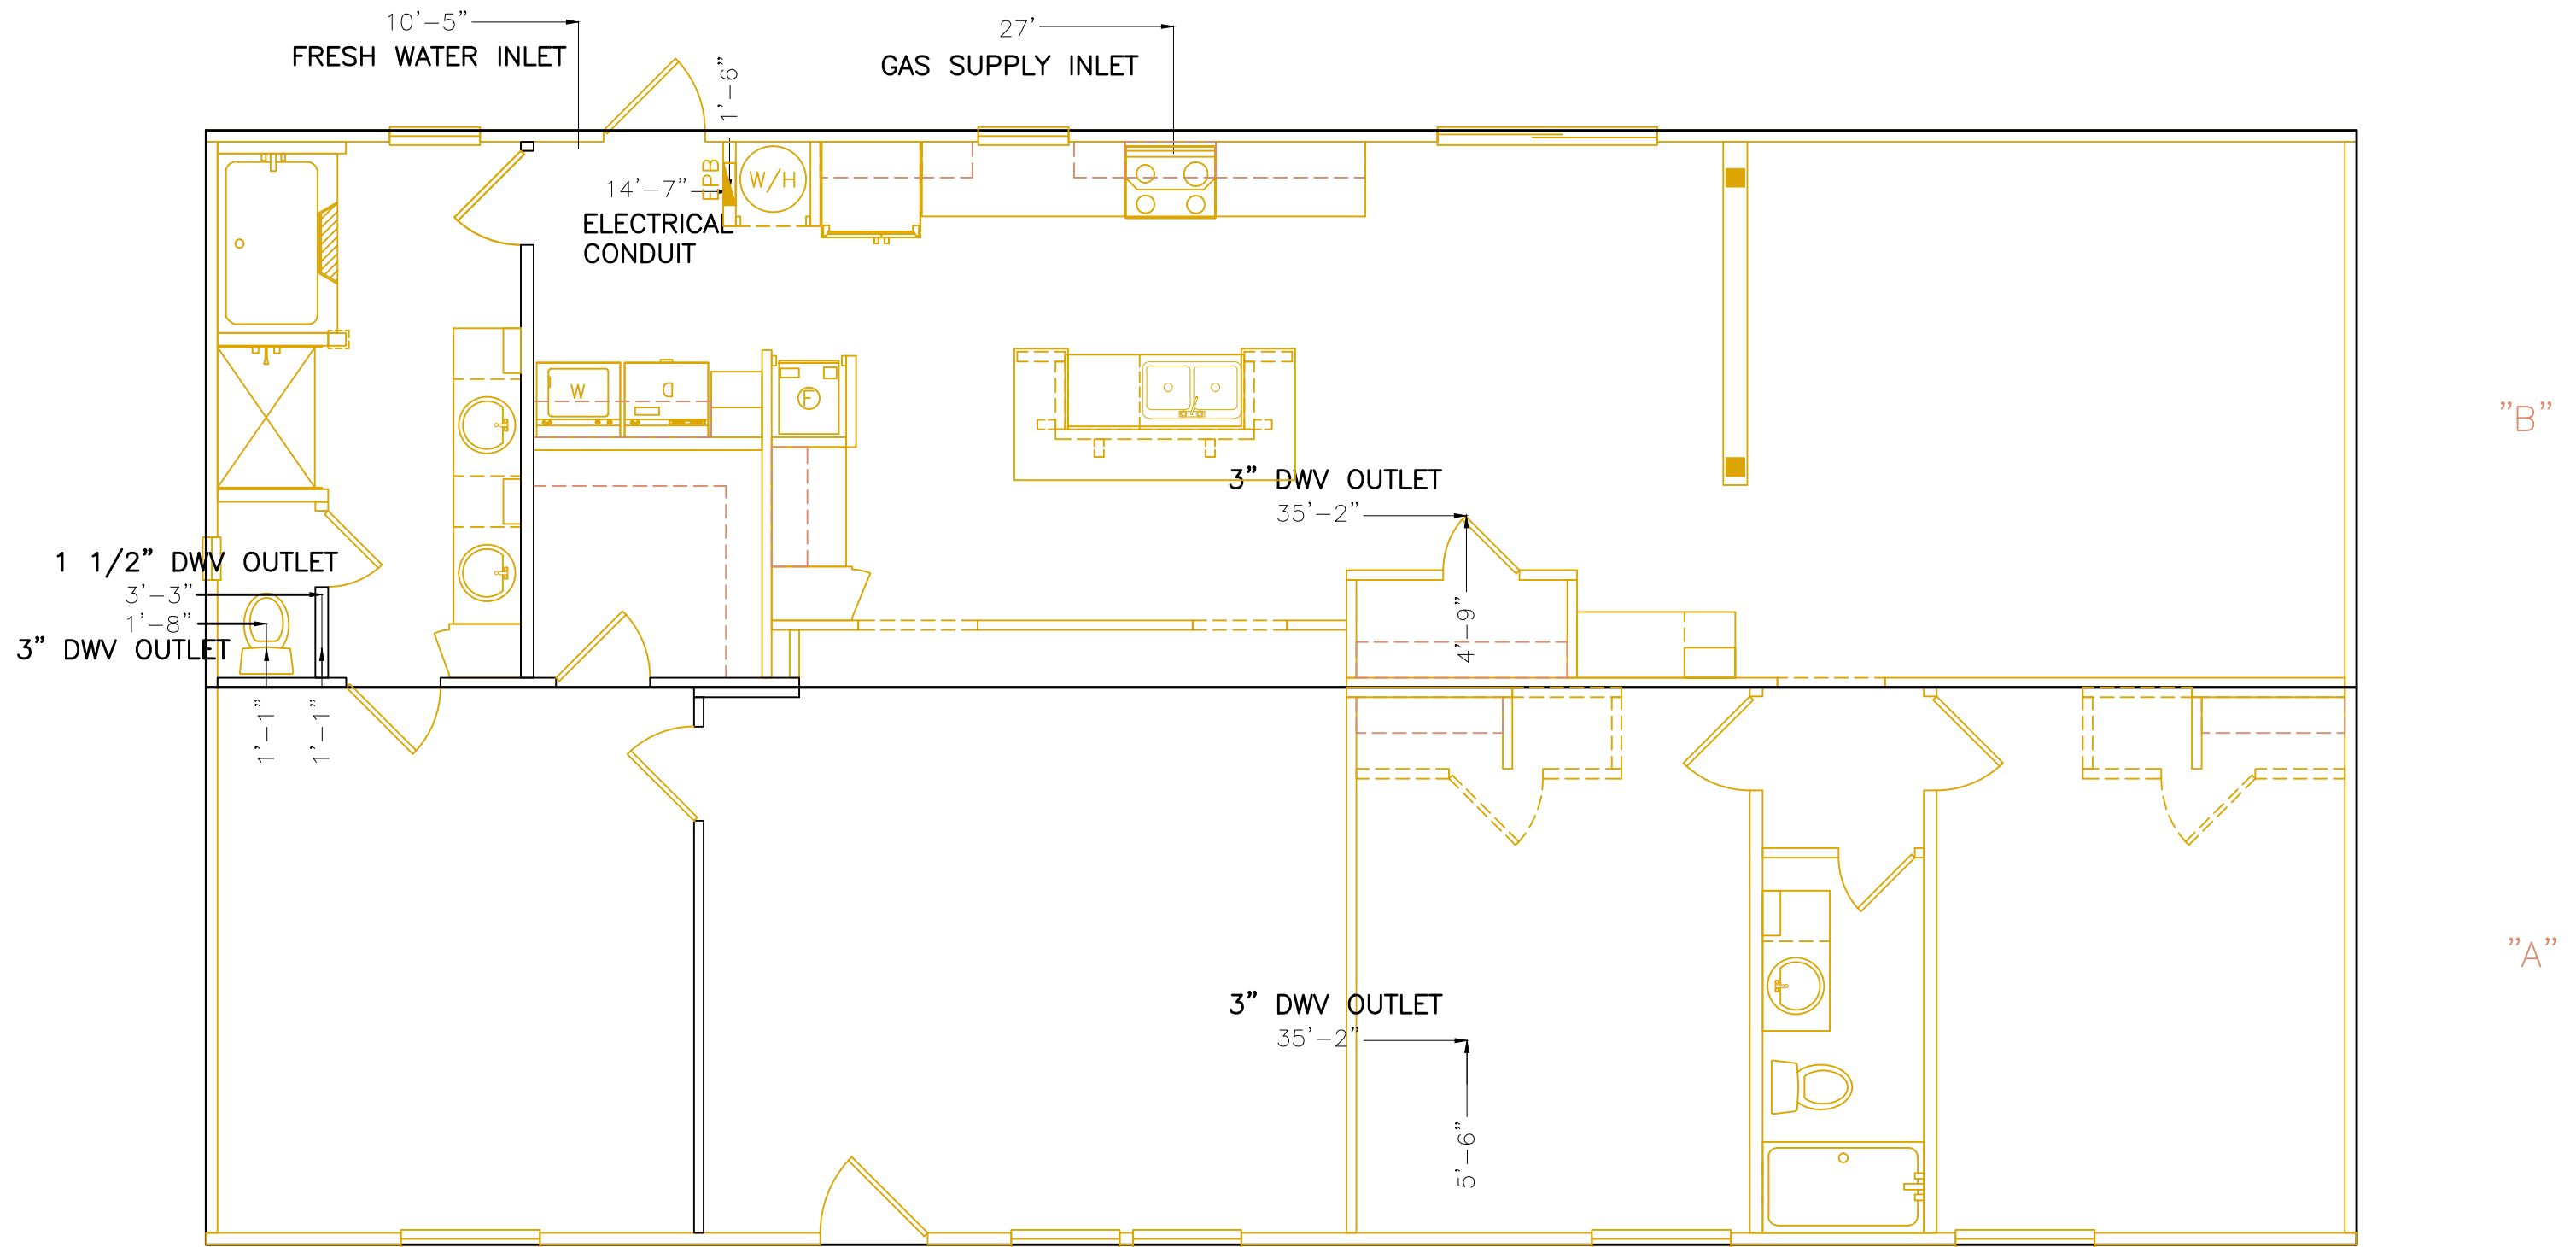 10'-5"
FRESH WATER INLET
27'
GAS SUPPLY INLET
1'-6"
14'-7"
EPB
W/H
ELECTRICAL
CONDUIT
W
D
F
"B"
3" DWV OUTLET
35'-2"
4'-9"
1 1/2" DWV OUTLET
3'-3"
1'-8"
3" DWV OUTLET
1'-1"
1'-1"
"A"
3" DWV OUTLET
35'-2"
5'-6"